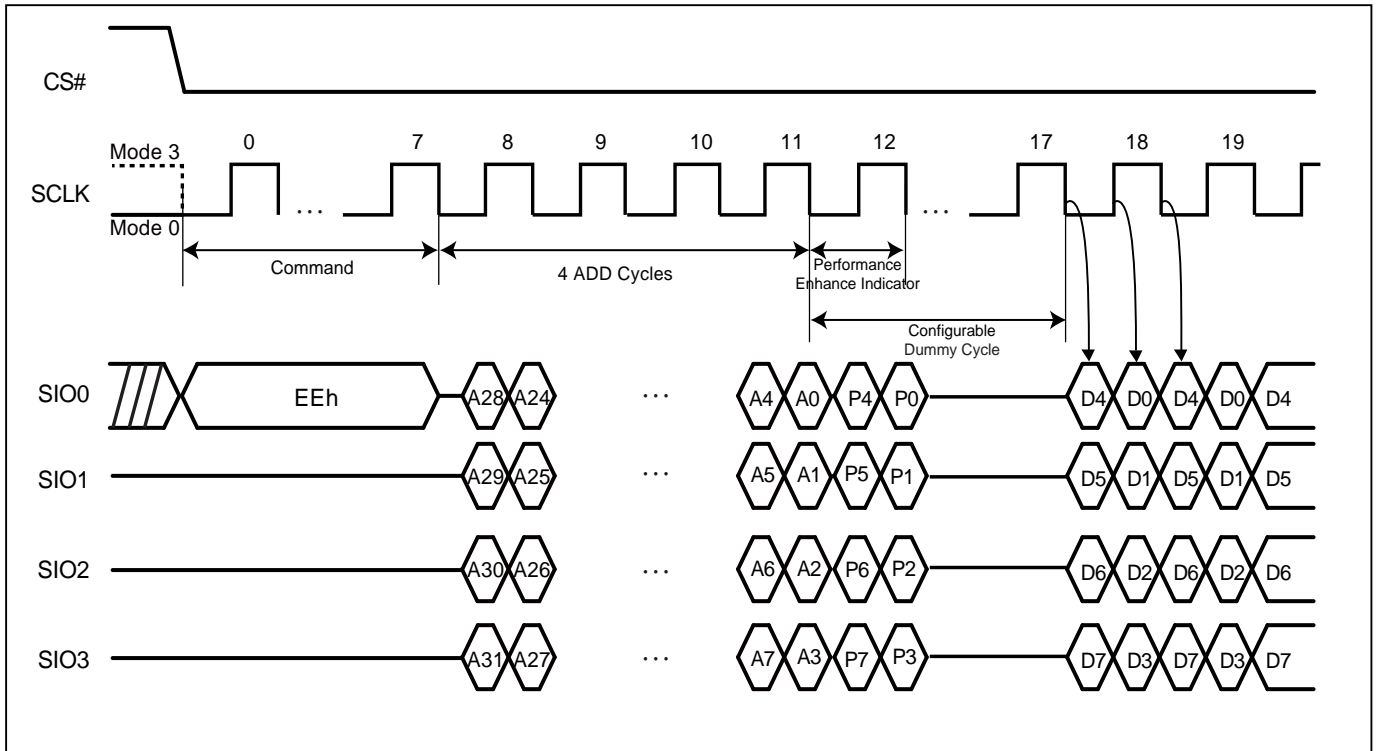 CS#
0 7 8 9 10 11 12 17 18 19
Mode 3
SCLK ... ...
Mode 0
Command
4 ADD Cycles
Performance
Enhance Indicator
Configurable
Dummy Cycle
SIO0 EEh A28 A24 ... A4 A0 P4 P0 D4 D0 D4 D0 D4
SIO1 A29 A25 ... A5 A1 P5 P1 D5 D1 D5 D1 D5
SIO2 A30 A26 ... A6 A2 P6 P2 D6 D2 D6 D2 D6
SIO3 A31 A27 ... A7 A3 P7 P3 D7 D3 D7 D3 D7